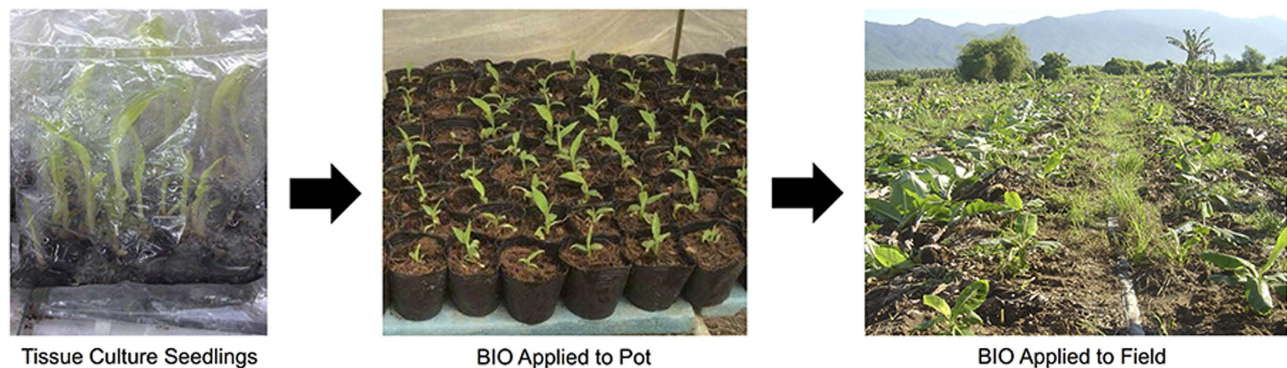 Tissue Culture Seedlings
BIO Applied to Pot
BIO Applied to Field